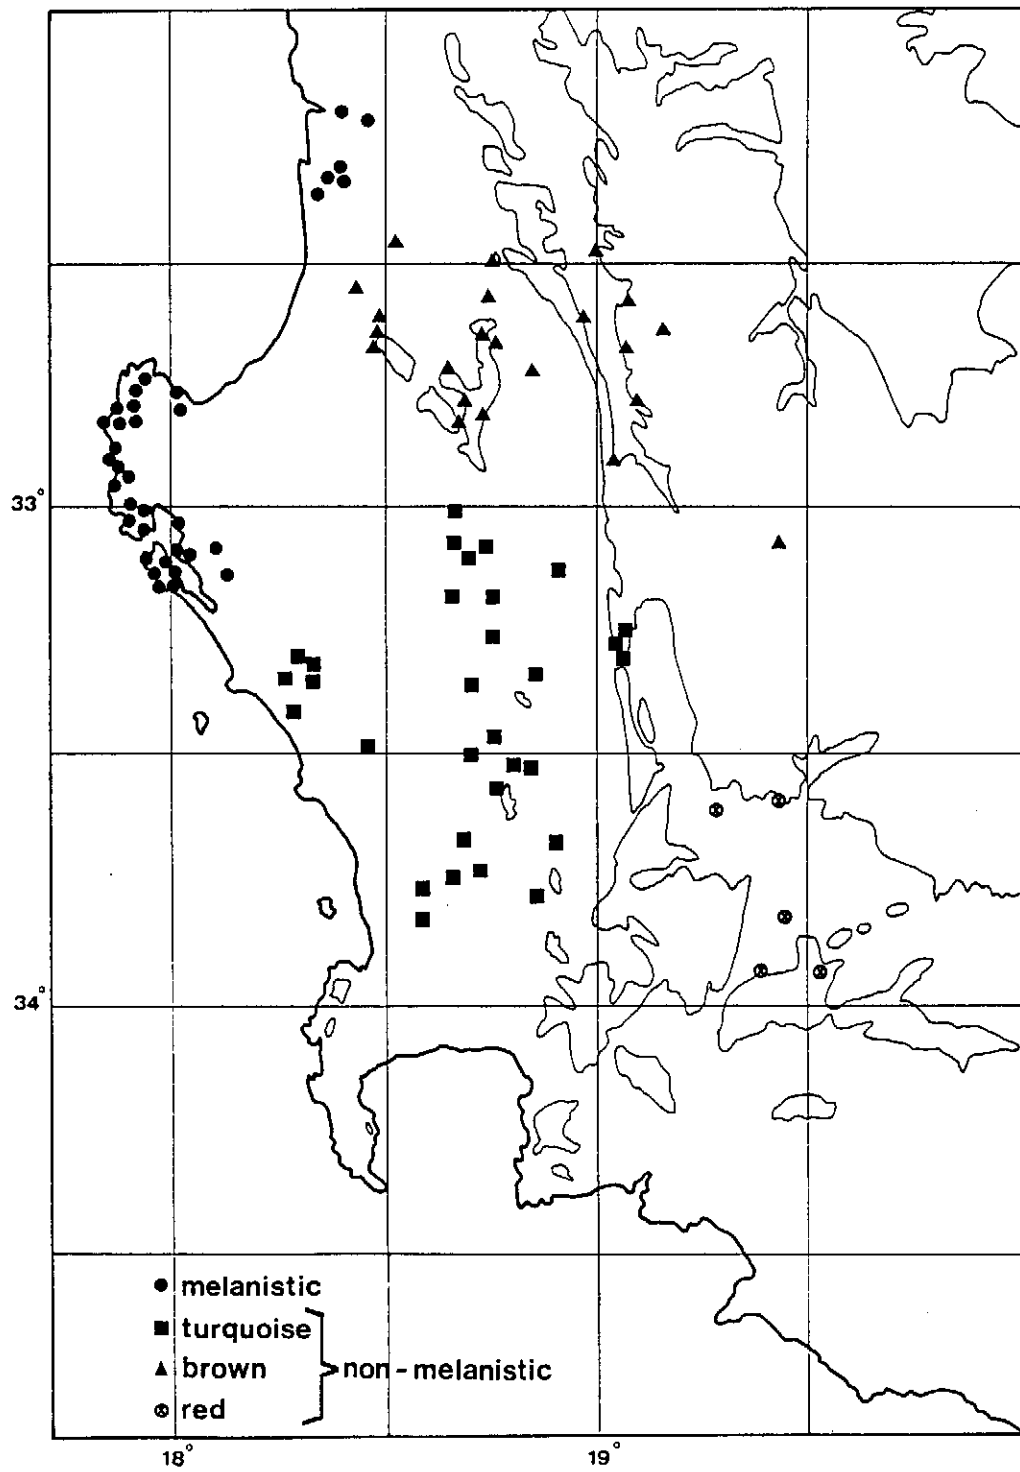 33°
34°
● melanistic
■ turquoise
▲ brown
non-melanistic
⊗ red
18°
19°